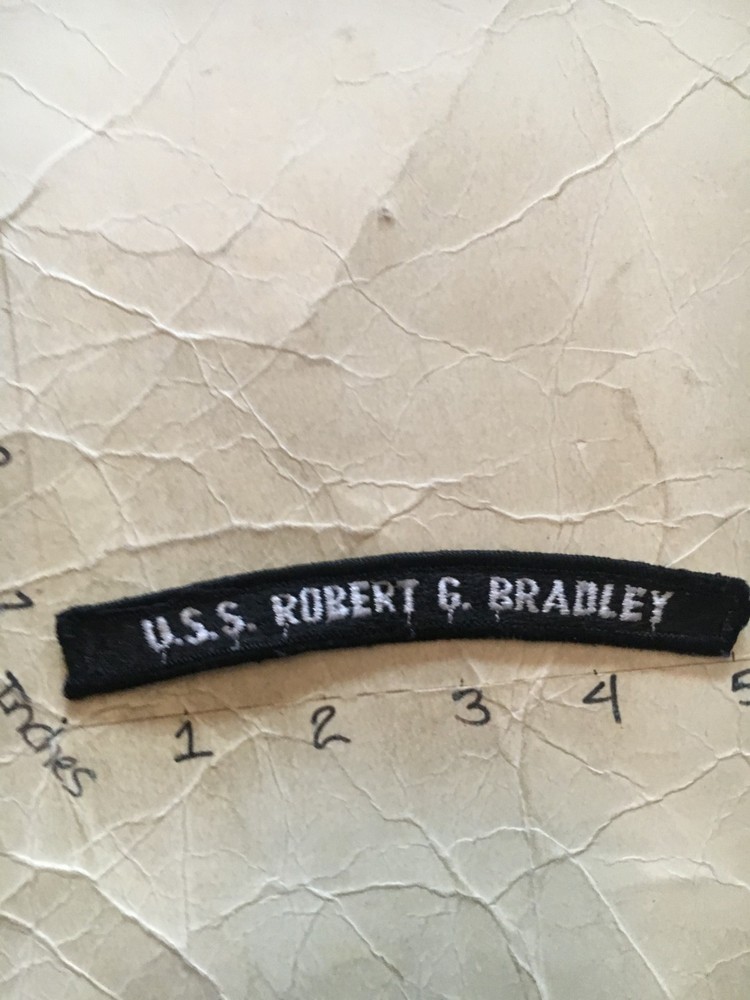 U.S.S. ROBERT G. BRADLEY
1 2 3 4 5
Inches